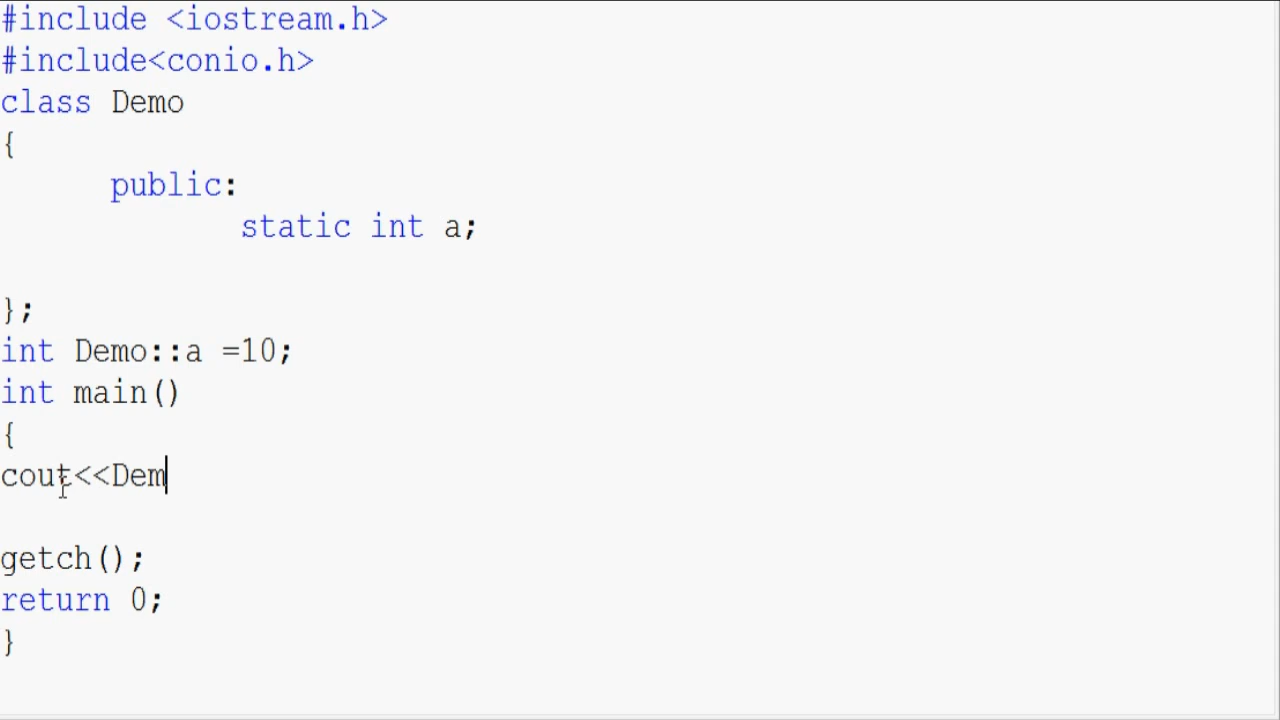 #include <iostream.h>
#include<conio.h>
class Demo
{
public:
static int a;
};
int Demo::a =10;
int main()
{
cout<<Dem
getch();
return 0;
}